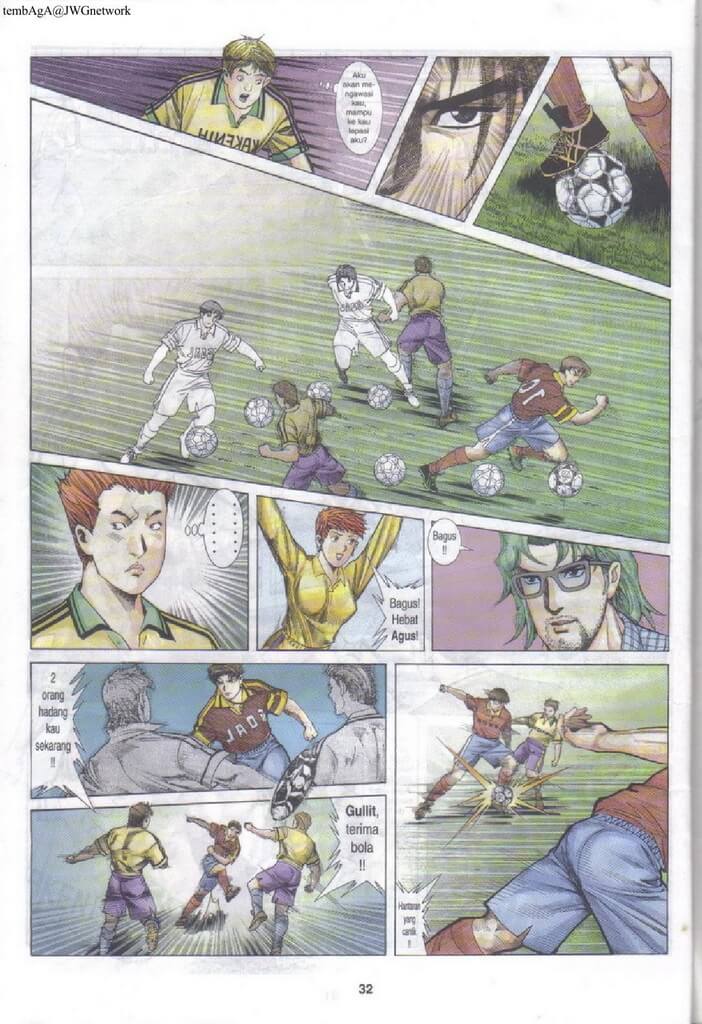 tembAgA@JWGnetwork
Aku
akan me-
ngawasi
kau,
mampu
ke kau
lepasi
aku?
......
Bagus!
Hebat
Agus!
Bagus
!!
2
orang
hadang
kau
sekarang
!!
JADI
Gullit,
terima
bola
!!
Hantaran
yang
cantik
!!
32